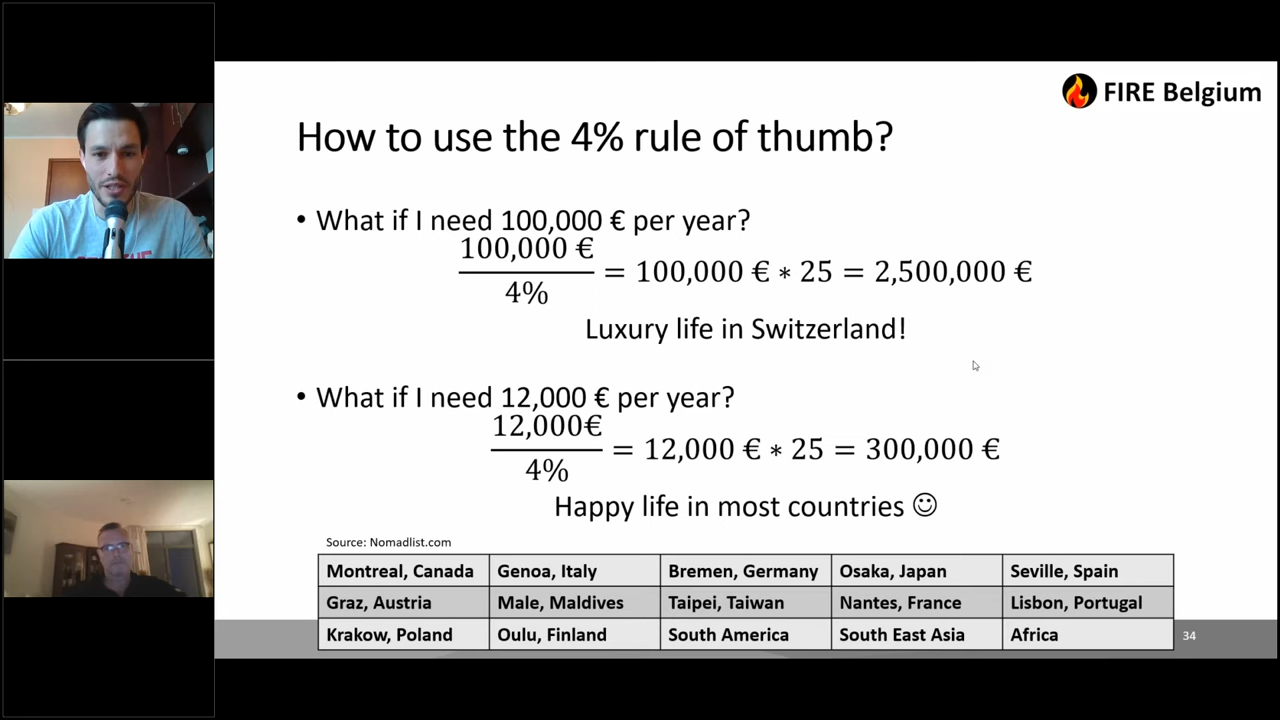 FIRE Belgium
How to use the 4% rule of thumb?
• What if I need 100,000 € per year?
100,000 €
4%
= 100,000 € ∗ 25 = 2,500,000 €
Luxury life in Switzerland!
• What if I need 12,000 € per year?
12,000€
4%
= 12,000 € ∗ 25 = 300,000 €
Happy life in most countries ☺
Source: Nomadlist.com
Montreal, Canada Genoa, Italy Bremen, Germany Osaka, Japan Seville, Spain
Graz, Austria Male, Maldives Taipei, Taiwan Nantes, France Lisbon, Portugal
Krakow, Poland Oulu, Finland South America South East Asia Africa
34